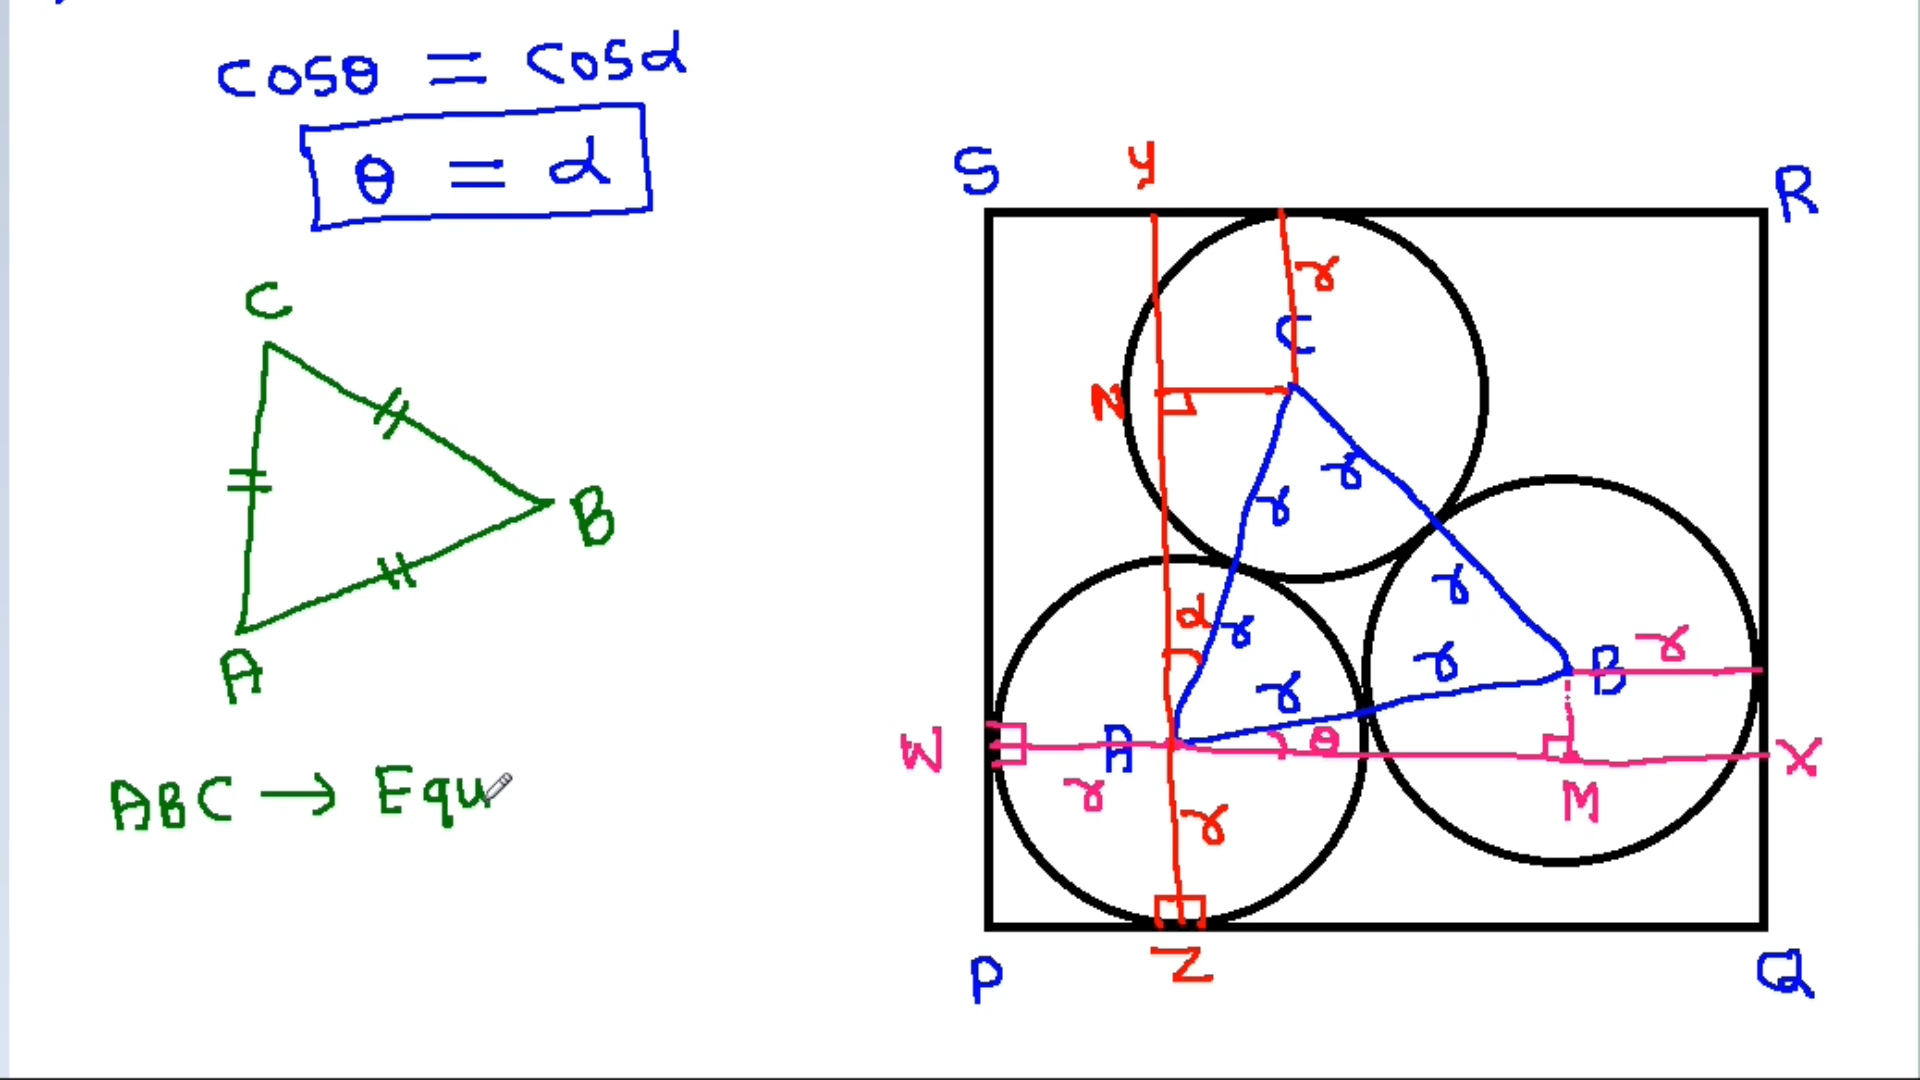 cosθ = cosα
θ = α
C
B
A
ABC → Equ
S
Y
R
r
C
N
r
r
α
r
r
r
r
B
r
W
A
θ
X
r
M
r
P
Z
Q